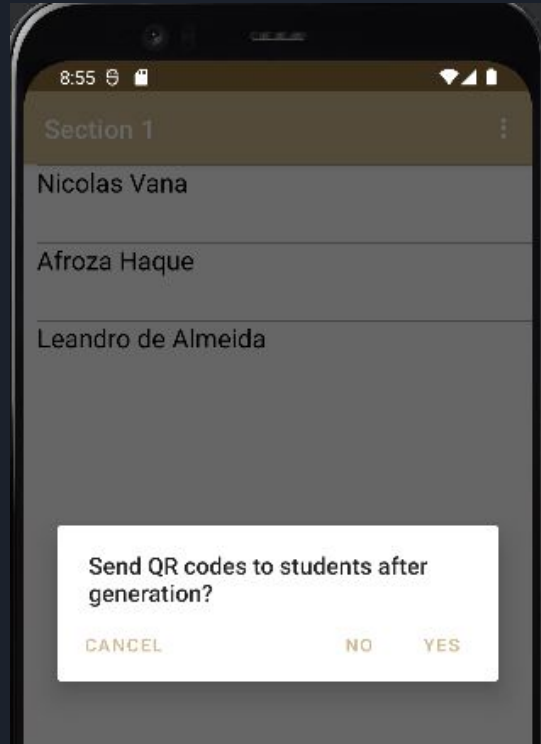 8:55
Section 1
Nicolas Vana
Afroza Haque
Leandro de Almeida
Send QR codes to students after
generation?
CANCEL NO YES